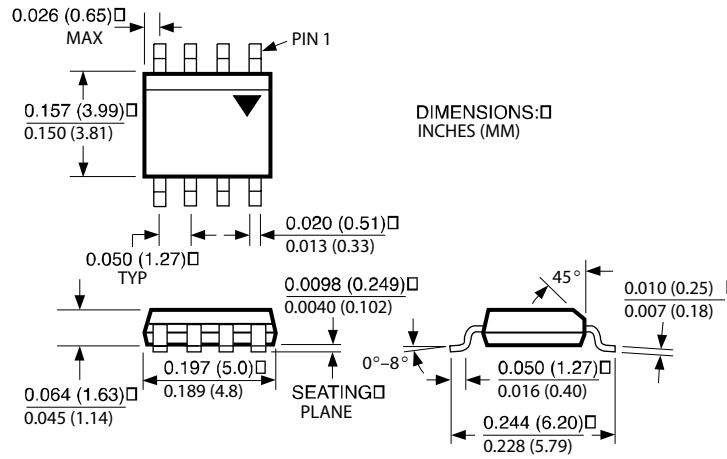 0.026 (0.65)□
MAX
PIN 1
0.157 (3.99)□
0.150 (3.81)
DIMENSIONS:□
INCHES (MM)
0.020 (0.51)□
0.013 (0.33)
0.050 (1.27)□
TYP
0.0098 (0.249)□
0.0040 (0.102)
45°
0.010 (0.25)
0.007 (0.18)
0°–8°
0.197 (5.0)□
0.189 (4.8)
0.050 (1.27)□
0.016 (0.40)
0.064 (1.63)□
0.045 (1.14)
SEATING□
PLANE
0.244 (6.20)□
0.228 (5.79)